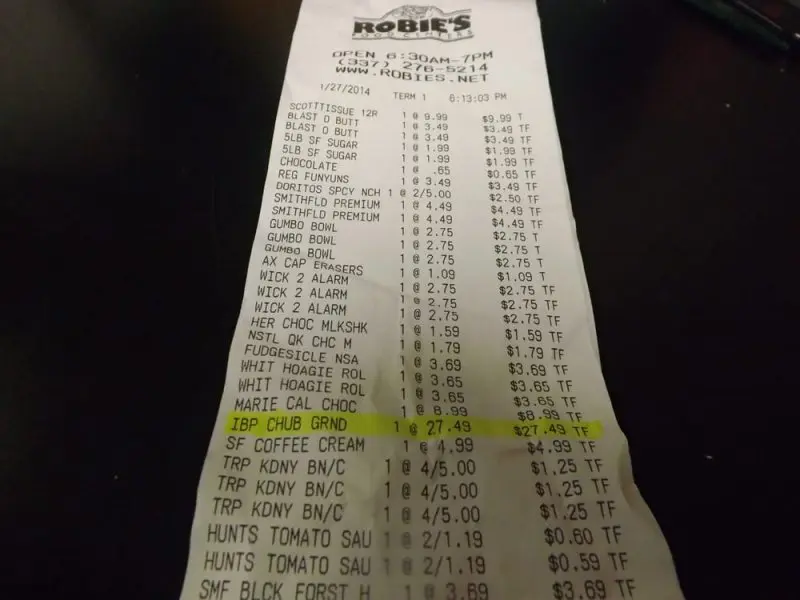 ROBIE'S
FOOD CENTERS
OPEN 6:30AM-7PM
(337) 276-5214
WWW.ROBIES.NET
1/27/2014 TERM 1 6:13:03 PM
SCOTTTISSUE 12R 1 @ 9.99 $9.99 T
BLAST O BUTT 1 @ 3.49 $3.49 TF
BLAST O BUTT 1 @ 3.49 $3.49 TF
5LB SF SUGAR 1 @ 1.99 $1.99 TF
5LB SF SUGAR 1 @ 1.99 $1.99 TF
CHOCOLATE 1 @ .65 $0.65 TF
REG FUNYUNS 1 @ 3.49 $3.49 TF
DORITOS SPCY NCH 1 @ 2/5.00 $2.50 TF
SMITHFLD PREMIUM 1 @ 4.49 $4.49 TF
SMITHFLD PREMIUM 1 @ 4.49 $4.49 TF
GUMBO BOWL 1 @ 2.75 $2.75 T
GUMBO BOWL 1 @ 2.75 $2.75 T
GUMBO BOWL 1 @ 2.75 $2.75 T
AX CAP ERASERS 1 @ 1.09 $1.09 T
WICK 2 ALARM 1 @ 2.75 $2.75 TF
WICK 2 ALARM 1 @ 2.75 $2.75 TF
WICK 2 ALARM 1 @ 2.75 $2.75 TF
HER CHOC MLKSHK 1 @ 1.59 $1.59 TF
NSTL QK CHC M 1 @ 1.79 $1.79 TF
FUDGESICLE NSA 1 @ 3.69 $3.69 TF
WHIT HOAGIE ROL 1 @ 3.65 $3.65 TF
WHIT HOAGIE ROL 1 @ 3.65 $3.65 TF
MARIE CAL CHOC 1 @ 8.99 $8.99 TF
IBP CHUB GRND 1 @ 27.49 $27.49 TF
SF COFFEE CREAM 1 @ 4.99 $4.99 TF
TRP KDNY BN/C 1 @ 4/5.00 $1.25 TF
TRP KDNY BN/C 1 @ 4/5.00 $1.25 TF
TRP KDNY BN/C 1 @ 4/5.00 $1.25 TF
HUNTS TOMATO SAU 1 @ 2/1.19 $0.60 TF
HUNTS TOMATO SAU 1 @ 2/1.19 $0.59 TF
SMF BLCK FORST H 1 @ 3.69 $3.69 TF